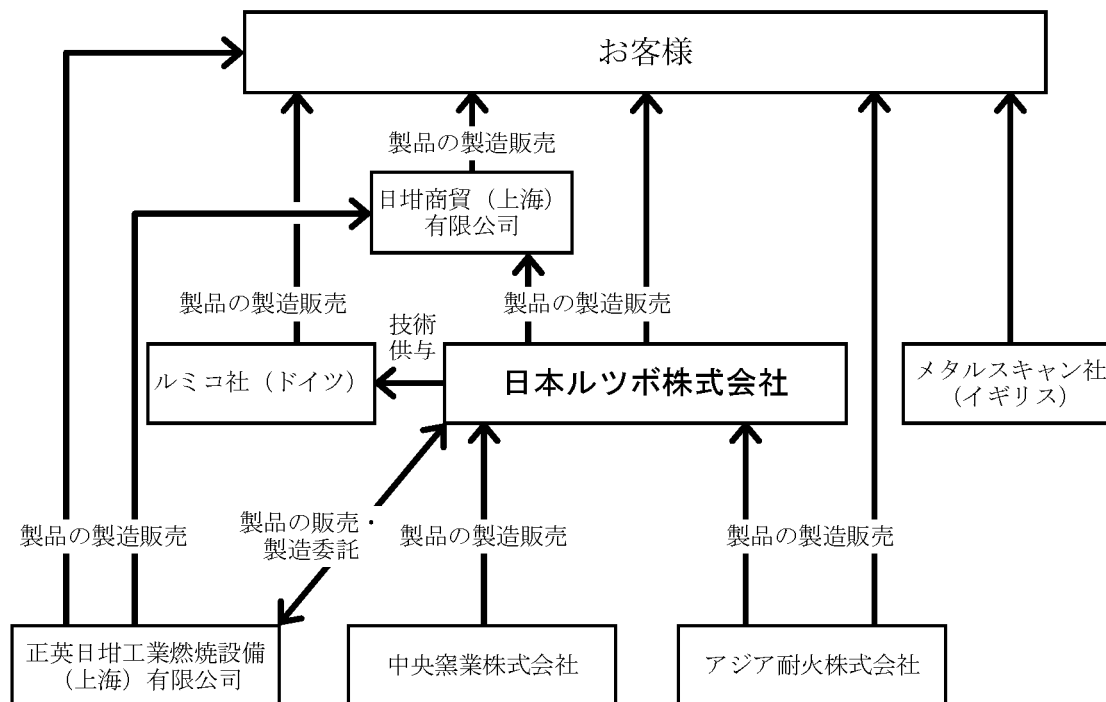 お客様
製品の製造販売
日坩商貿（上海）
有限公司
製品の製造販売
製品の製造販売
技術
供与
ルミコ社（ドイツ）
日本ルツボ株式会社
メタルスキャン社
（イギリス）
製品の製造販売
製品の販売・
製造委託
製品の製造販売
製品の製造販売
正英日坩工業燃焼設備
（上海）有限公司
中央窯業株式会社
アジア耐火株式会社